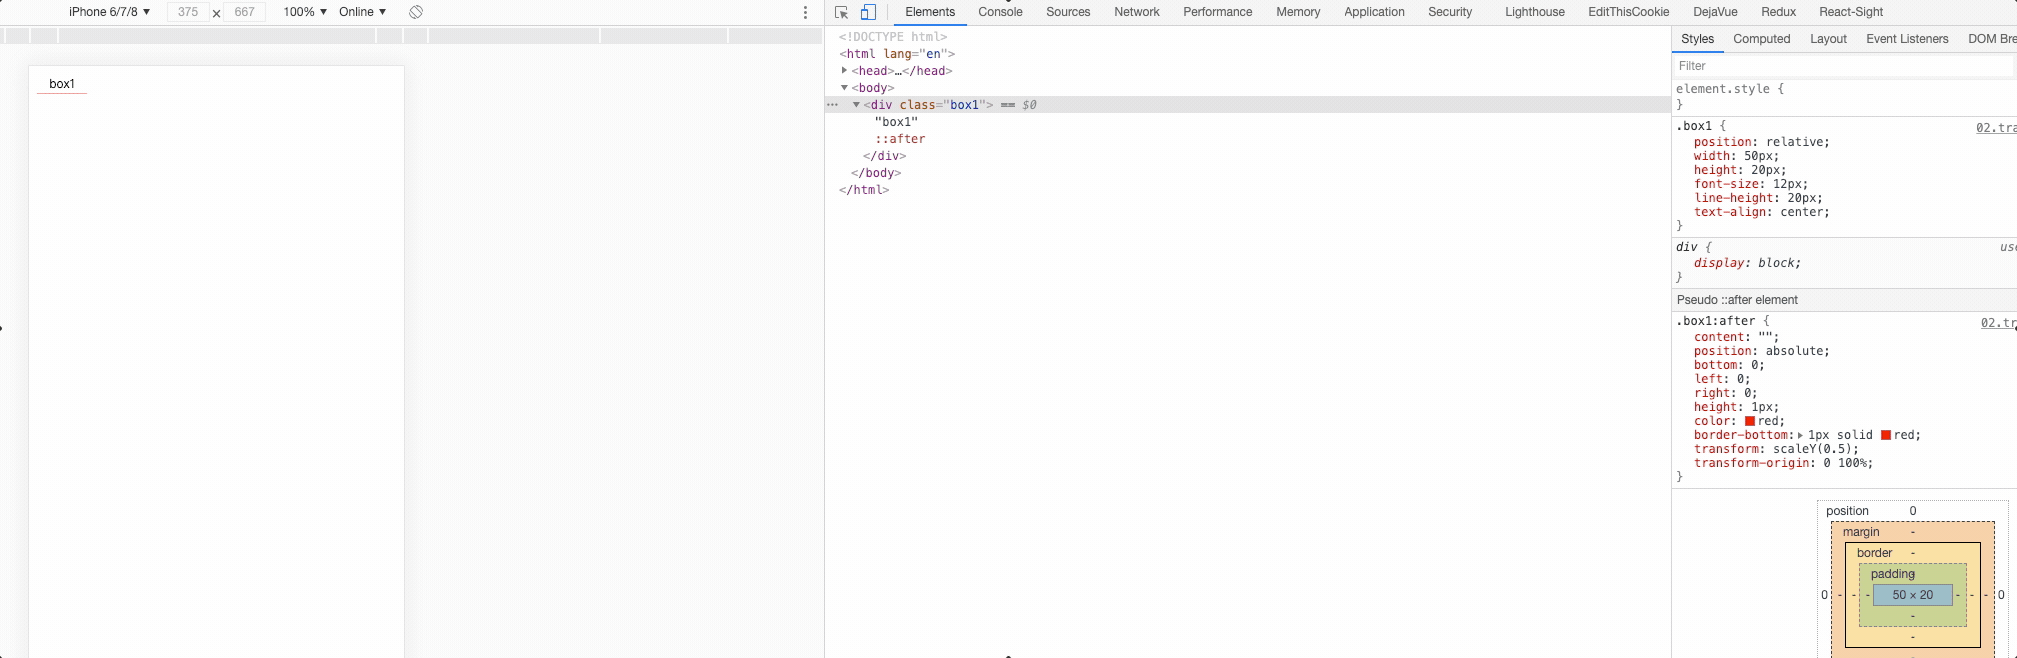 iPhone 6/7/8 ▼ 375 × 667 100% ▼ Online ▼
Elements Console Sources Network Performance Memory Application Security Lighthouse EditThisCookie DejaVue Redux React-Sight
box1
<!DOCTYPE html>
<html lang="en">
<head>…</head>
<body>
<div class="box1"> == $0
"box1"
::after
</div>
</body>
</html>
Styles Computed Layout Event Listeners DOM Bre
Filter
element.style {
}
.box1 { 02.tra
position: relative;
width: 50px;
height: 20px;
font-size: 12px;
line-height: 20px;
text-align: center;
}
div { use
display: block;
}
Pseudo ::after element
.box1:after { 02.tr
content: "";
position: absolute;
bottom: 0;
left: 0;
right: 0;
height: 1px;
color: red;
border-bottom: 1px solid red;
transform: scaleY(0.5);
transform-origin: 0 100%;
}
position 0
margin -
border -
padding -
0 - - - 50 × 20 - - - 0
-
-